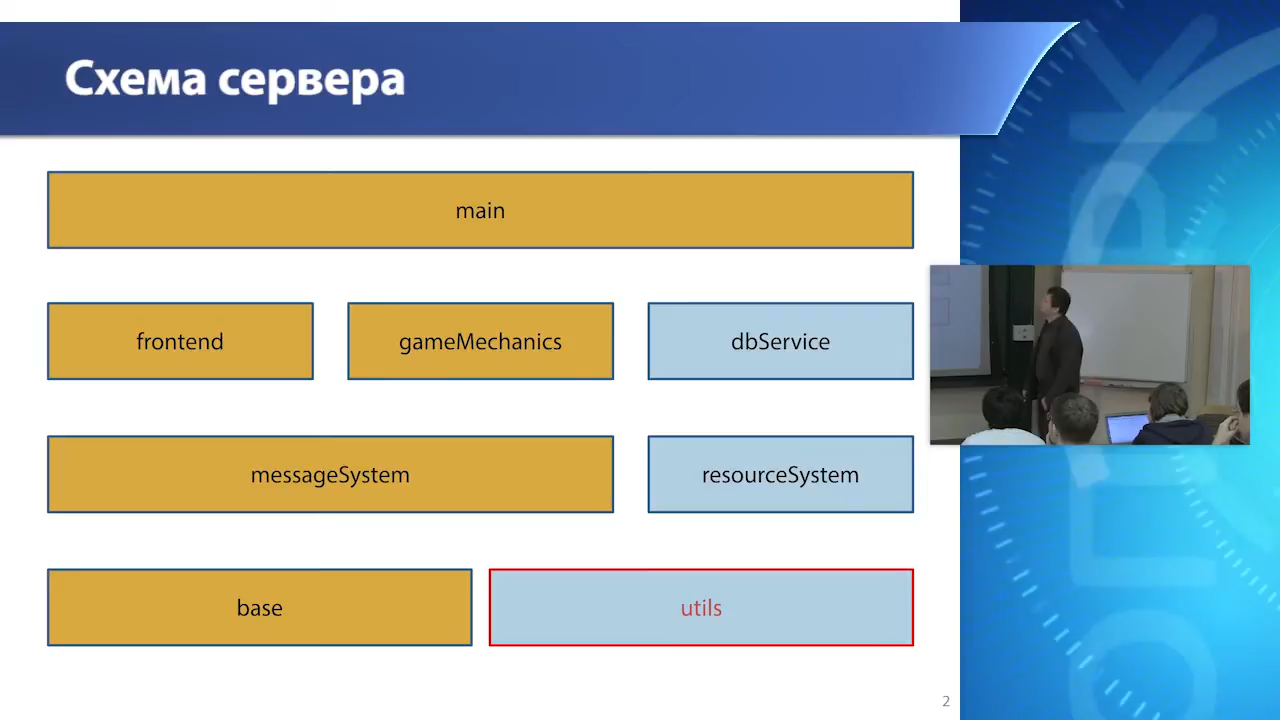 Схема сервера
main
frontend
gameMechanics
dbService
messageSystem
resourceSystem
base
utils
2